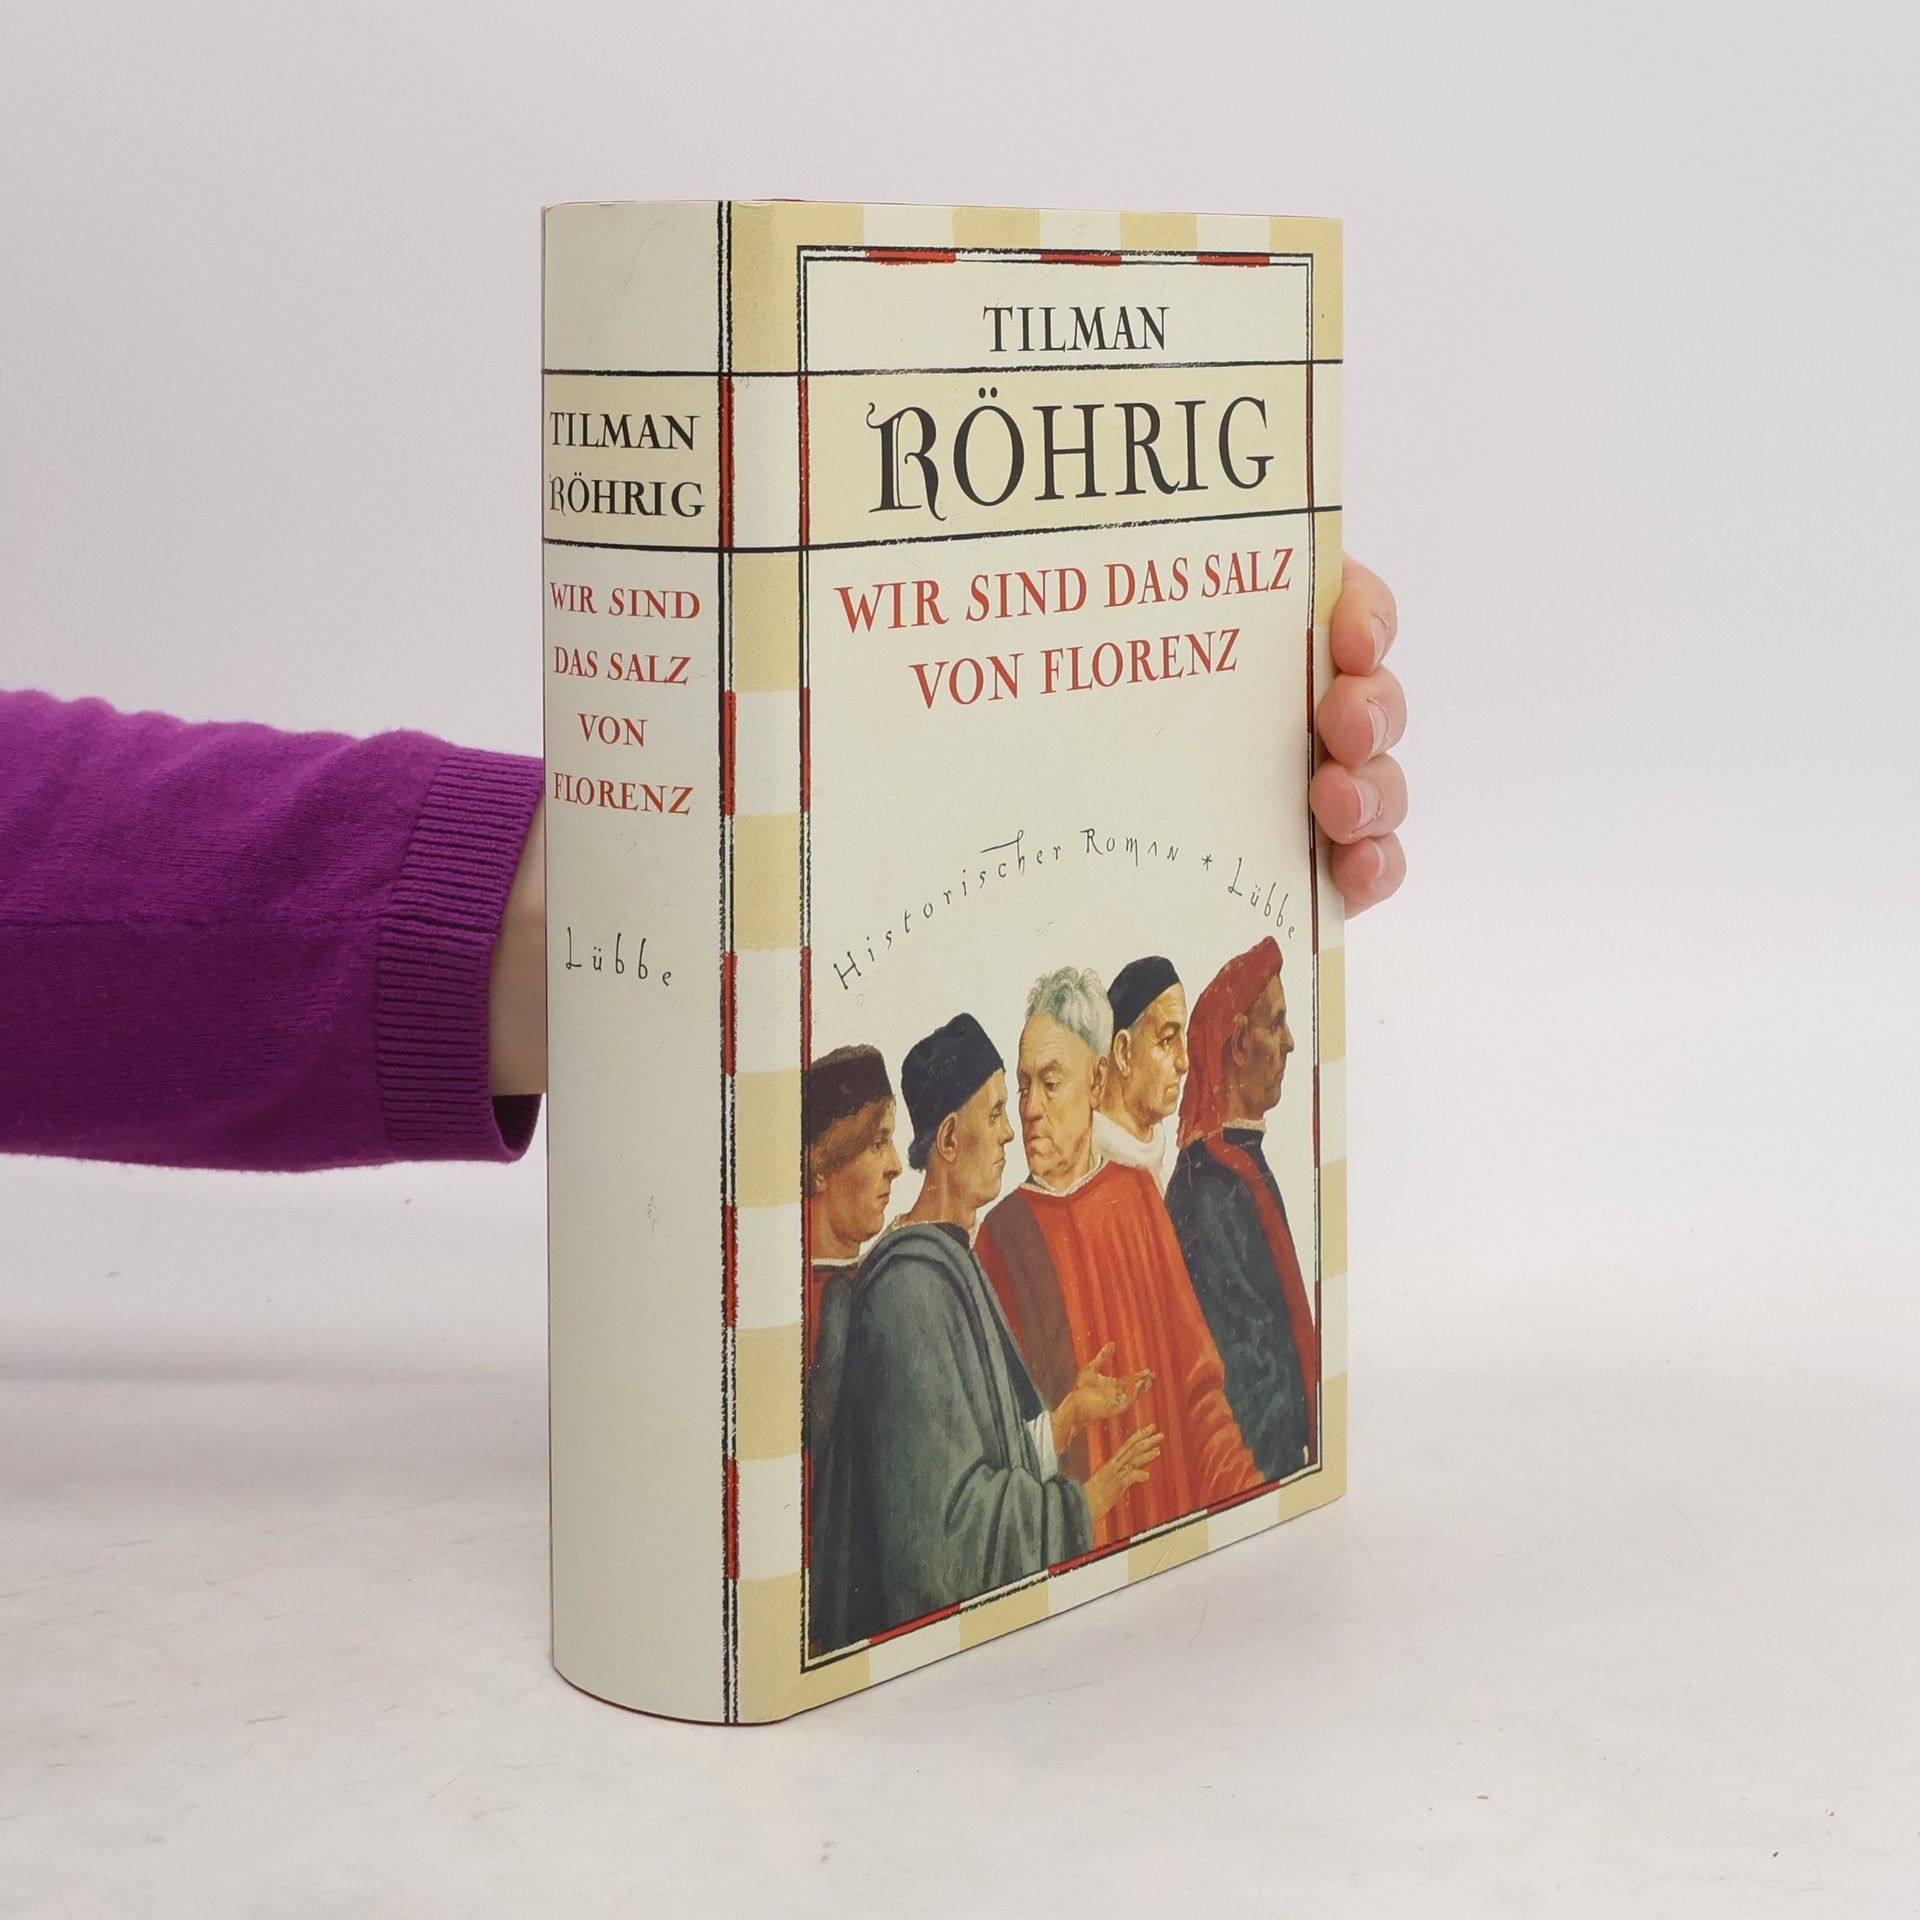 TILMAN
RÖHRIG
WIR SIND
DAS SALZ
VON
FLORENZ
Lübbe
TILMAN
RÖHRIG
WIR SIND DAS SALZ
VON FLORENZ
Historischer Roman * Lübbe